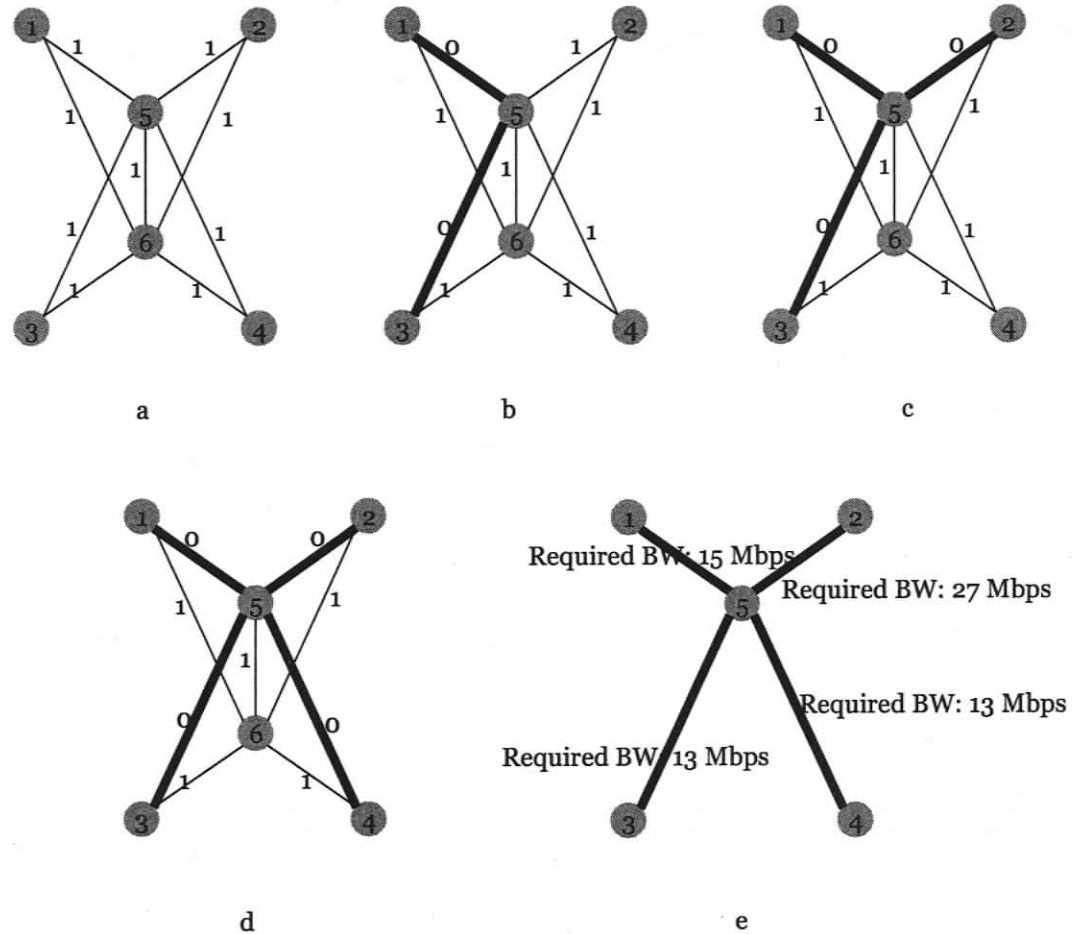 1 2 1 2 1 2
1 1 0 1 0 0
5 5 5
1 1 1 1 1 1
1 1 1
1 1 0 1 0 1
6 6 6
1 1 1 1 1 1
3 4 3 4 3 4
a b c
1 2 1 2
0 0 Required BW: 15 Mbps
5 5 Required BW: 27 Mbps
1 1
1
0 0 Required BW: 13 Mbps
6
1 1 Required BW: 13 Mbps
3 4 3 4
d e